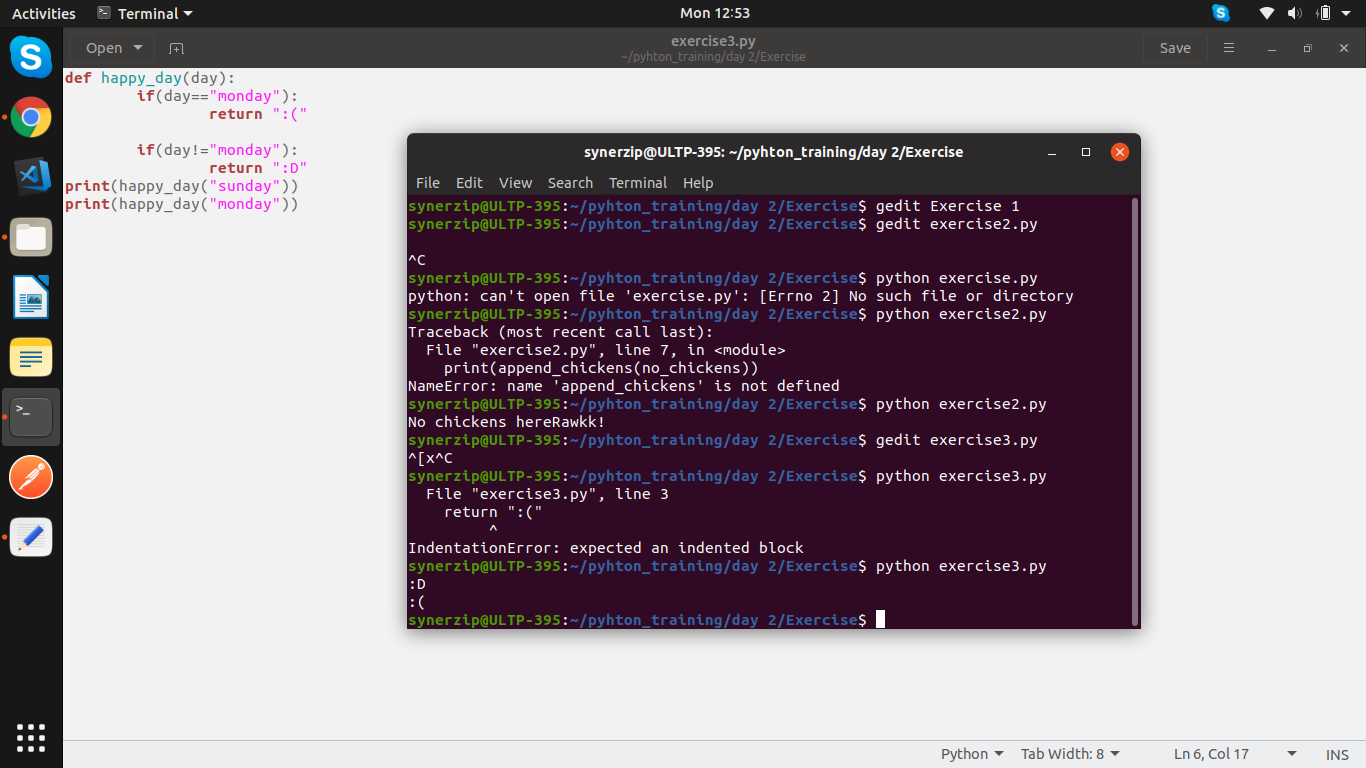 Activities Terminal Mon 12:53
Open exercise3.py Save
~/pyhton_training/day 2/Exercise
def happy_day(day):
if(day=="monday"):
return ":("
if(day!="monday"):
return ":D"
print(happy_day("sunday"))
print(happy_day("monday"))
synerzip@ULTP-395: ~/pyhton_training/day 2/Exercise
File Edit View Search Terminal Help
synerzip@ULTP-395:~/pyhton_training/day 2/Exercise$ gedit Exercise 1
synerzip@ULTP-395:~/pyhton_training/day 2/Exercise$ gedit exercise2.py
^C
synerzip@ULTP-395:~/pyhton_training/day 2/Exercise$ python exercise.py
python: can't open file 'exercise.py': [Errno 2] No such file or directory
synerzip@ULTP-395:~/pyhton_training/day 2/Exercise$ python exercise2.py
Traceback (most recent call last):
File "exercise2.py", line 7, in <module>
print(append_chickens(no_chickens))
NameError: name 'append_chickens' is not defined
synerzip@ULTP-395:~/pyhton_training/day 2/Exercise$ python exercise2.py
No chickens hereRawkk!
synerzip@ULTP-395:~/pyhton_training/day 2/Exercise$ gedit exercise3.py
^[x^C
synerzip@ULTP-395:~/pyhton_training/day 2/Exercise$ python exercise3.py
File "exercise3.py", line 3
return ":("
^
IndentationError: expected an indented block
synerzip@ULTP-395:~/pyhton_training/day 2/Exercise$ python exercise3.py
:D
:(
synerzip@ULTP-395:~/pyhton_training/day 2/Exercise$
Python Tab Width: 8 Ln 6, Col 17 INS